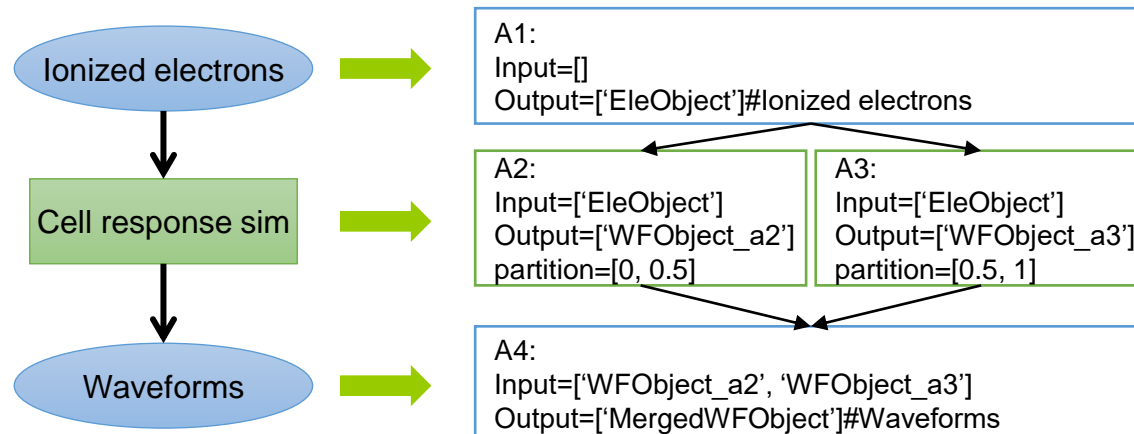 Ionized electrons
Cell response sim
Waveforms
A1:
Input=[]
Output=[‘EleObject’]#Ionized electrons
A2:
Input=[‘EleObject’]
Output=[‘WFObject_a2’]
partition=[0, 0.5]
A3:
Input=[‘EleObject’]
Output=[‘WFObject_a3’]
partition=[0.5, 1]
A4:
Input=[‘WFObject_a2’, ‘WFObject_a3’]
Output=[‘MergedWFObject’]#Waveforms